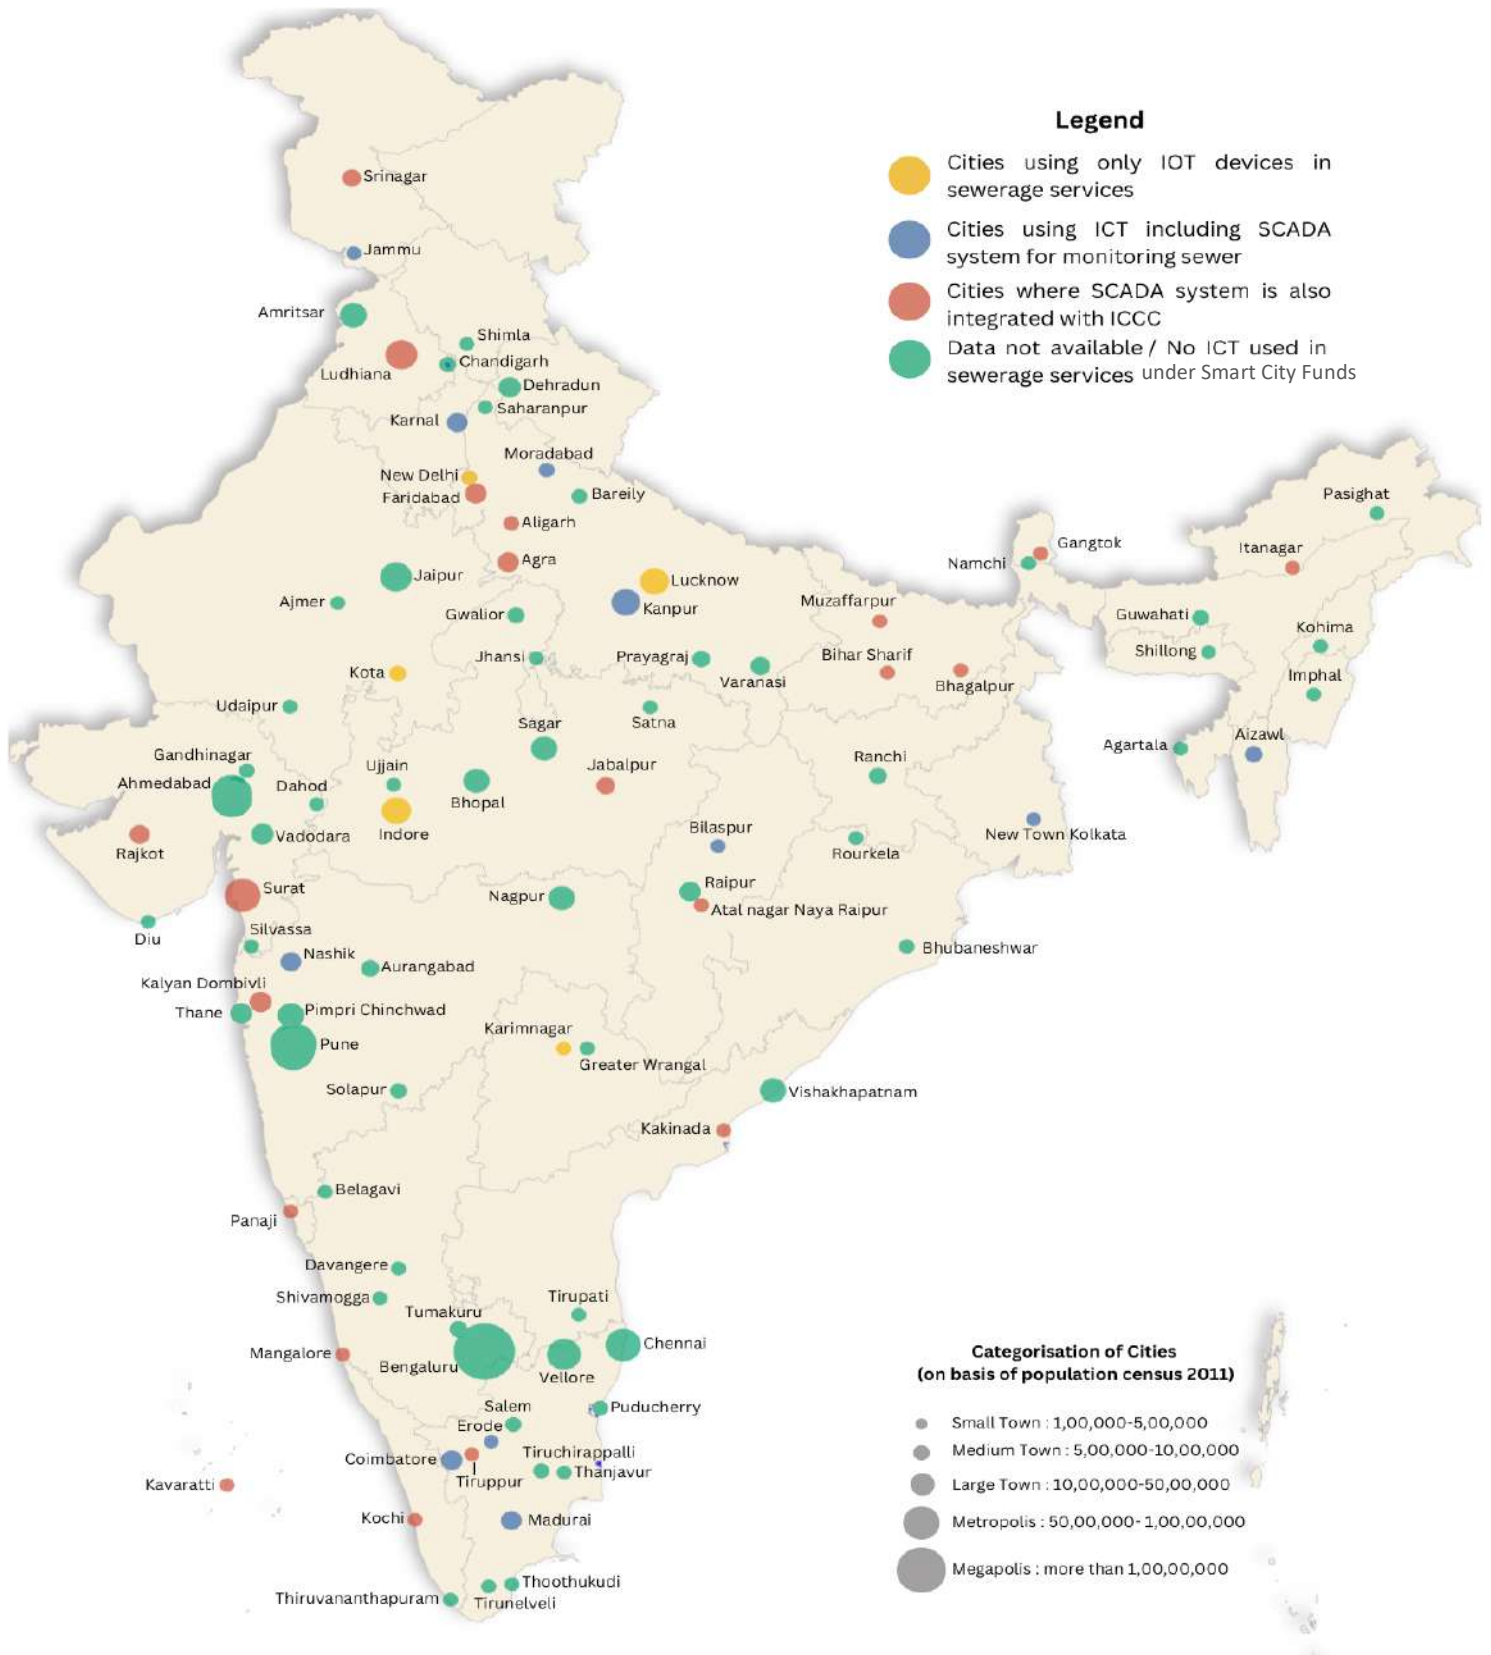 Legend
Cities using only IOT devices in
sewerage services
Cities using ICT including SCADA
system for monitoring sewer
Cities where SCADA system is also
integrated with ICCC
Data not available / No ICT used in
sewerage services under Smart City Funds
Srinagar
Jammu
Amritsar
Shimla
Chandigarh
Ludhiana
Dehradun
Saharanpur
Karnal
Moradabad
New Delhi
Faridabad
Bareily
Pasighat
Aligarh
Gangtok
Itanagar
Namchi
Agra
Jaipur
Lucknow
Ajmer
Kanpur
Muzaffarpur
Gwalior
Guwahati
Kohima
Jhansi
Prayagraj
Bihar Sharif
Shillong
Kota
Varanasi
Bhagalpur
Imphal
Udaipur
Sagar
Satna
Aizawl
Agartala
Gandhinagar
Ujjain
Jabalpur
Ranchi
Ahmedabad
Dahod
Bhopal
Vadodara
Indore
Bilaspur
New Town Kolkata
Rajkot
Rourkela
Surat
Nagpur
Raipur
Atal nagar Naya Raipur
Diu
Silvassa
Nashik
Bhubaneshwar
Aurangabad
Kalyan Dombivli
Thane
Pimpri Chinchwad
Karimnagar
Pune
Greater Wrangal
Solapur
Vishakhapatnam
Kakinada
Belagavi
Panaji
Davangere
Shivamogga
Tirupati
Tumakuru
Mangalore
Bengaluru
Chennai
Vellore
Salem
Puducherry
Erode
Coimbatore
Tiruchirappalli
Tiruppur
Thanjavur
Kavaratti
Kochi
Madurai
Thoothukudi
Thiruvananthapuram
Tirunelveli
Categorisation of Cities
(on basis of population census 2011)
Small Town : 1,00,000-5,00,000
Medium Town : 5,00,000-10,00,000
Large Town : 10,00,000-50,00,000
Metropolis : 50,00,000-1,00,00,000
Megapolis : more than 1,00,00,000